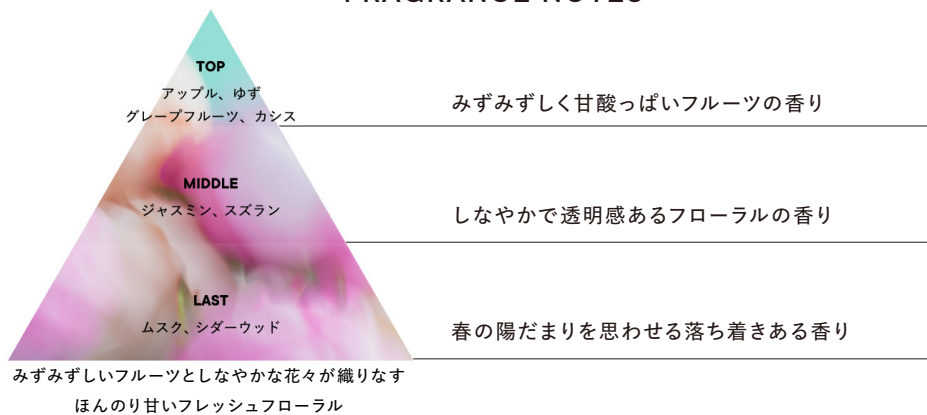 FRAGRANCE NOTES
TOP
アップル、ゆず
グレープフルーツ、カシス
みずみずしく甘酸っぱいフルーツの香り
MIDDLE
ジャスミン、スズラン
しなやかで透明感あるフローラルの香り
LAST
ムスク、シダーウッド
春の陽だまりを思わせる落ち着きある香り
みずみずしいフルーツとしなやかな花々が織りなす
ほんのり甘いフレッシュフローラル